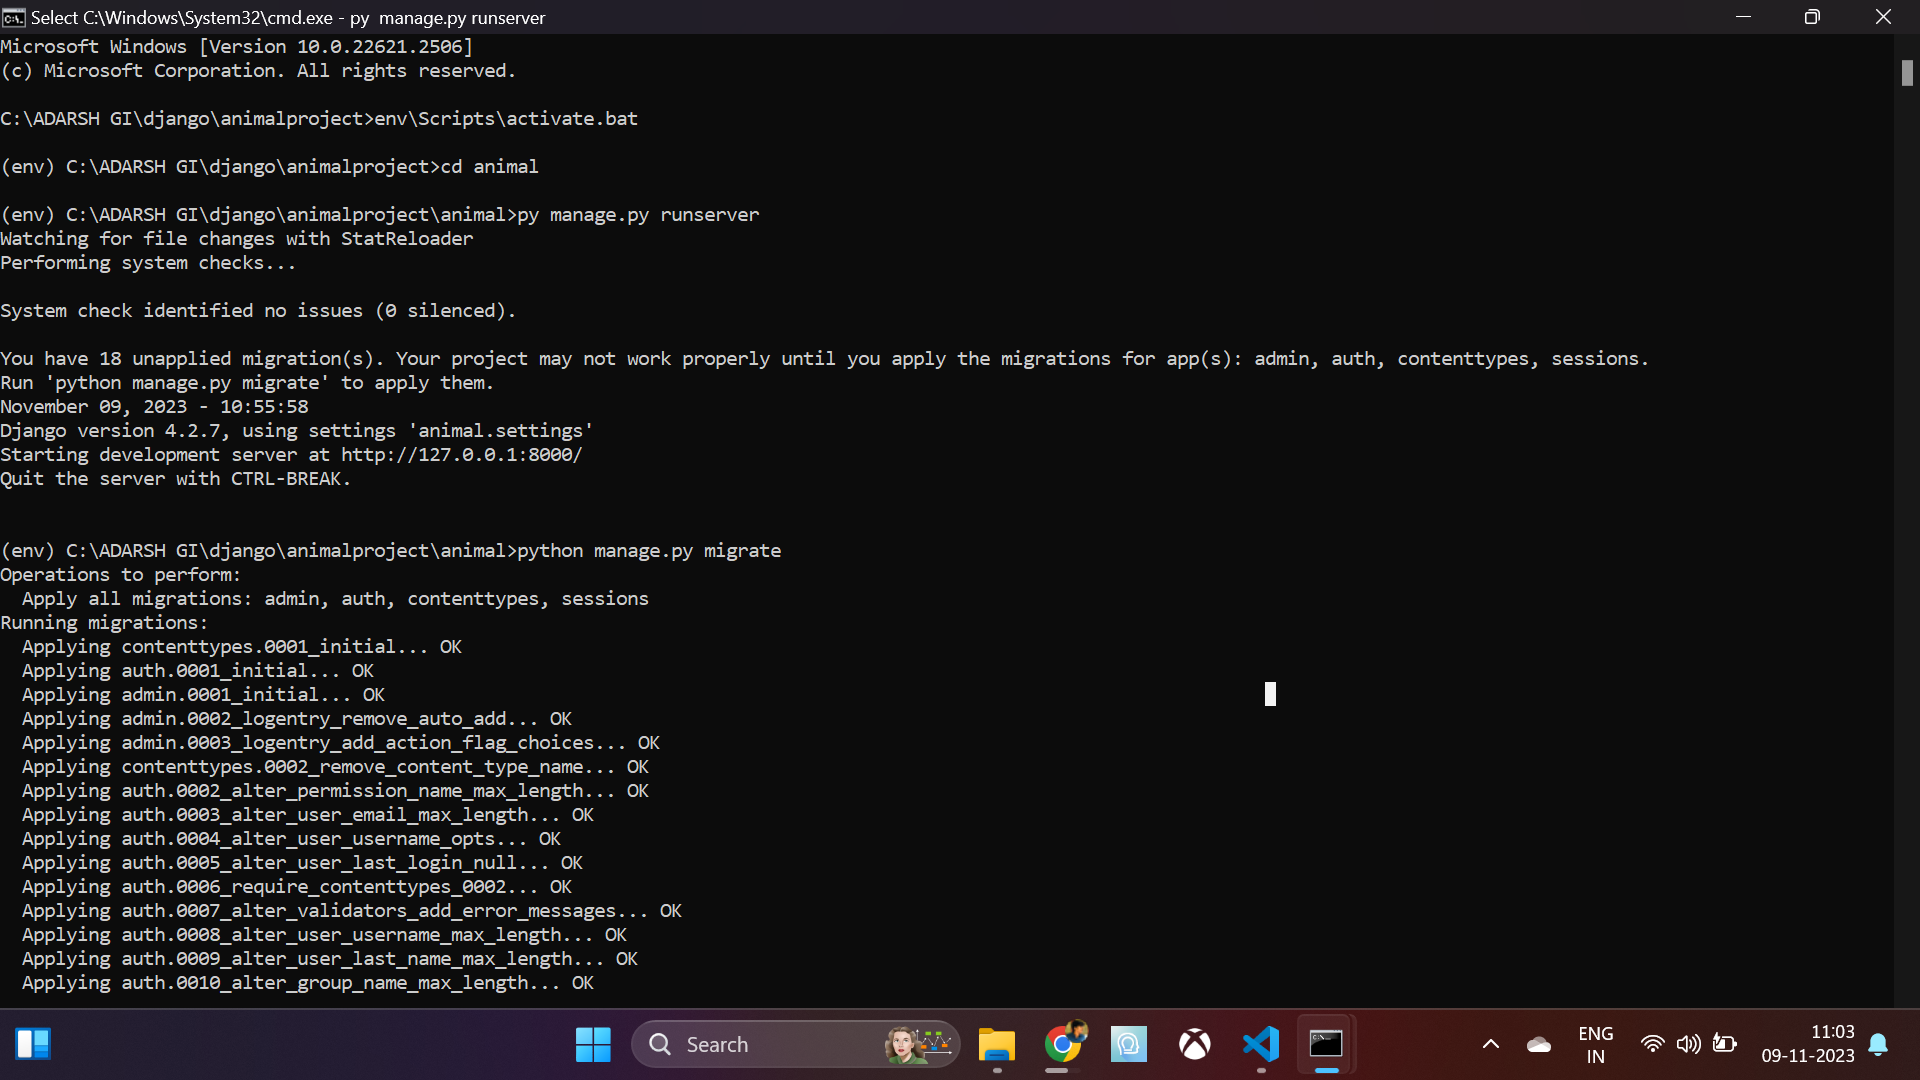 Select C:\Windows\System32\cmd.exe - py  manage.py runserver
Microsoft Windows [Version 10.0.22621.2506]
(c) Microsoft Corporation. All rights reserved.
C:\ADARSH GI\django\animalproject>env\Scripts\activate.bat
(env) C:\ADARSH GI\django\animalproject>cd animal
(env) C:\ADARSH GI\django\animalproject\animal>py manage.py runserver
Watching for file changes with StatReloader
Performing system checks...
System check identified no issues (0 silenced).
You have 18 unapplied migration(s). Your project may not work properly until you apply the migrations for app(s): admin, auth, contenttypes, sessions.
Run 'python manage.py migrate' to apply them.
November 09, 2023 - 10:55:58
Django version 4.2.7, using settings 'animal.settings'
Starting development server at http://127.0.0.1:8000/
Quit the server with CTRL-BREAK.
(env) C:\ADARSH GI\django\animalproject\animal>python manage.py migrate
Operations to perform:
  Apply all migrations: admin, auth, contenttypes, sessions
Running migrations:
  Applying contenttypes.0001_initial... OK
  Applying auth.0001_initial... OK
  Applying admin.0001_initial... OK
  Applying admin.0002_logentry_remove_auto_add... OK
  Applying admin.0003_logentry_add_action_flag_choices... OK
  Applying contenttypes.0002_remove_content_type_name... OK
  Applying auth.0002_alter_permission_name_max_length... OK
  Applying auth.0003_alter_user_email_max_length... OK
  Applying auth.0004_alter_user_username_opts... OK
  Applying auth.0005_alter_user_last_login_null... OK
  Applying auth.0006_require_contenttypes_0002... OK
  Applying auth.0007_alter_validators_add_error_messages... OK
  Applying auth.0008_alter_user_username_max_length... OK
  Applying auth.0009_alter_user_last_name_max_length... OK
  Applying auth.0010_alter_group_name_max_length... OK
Search
ENG
IN
11:03
09-11-2023